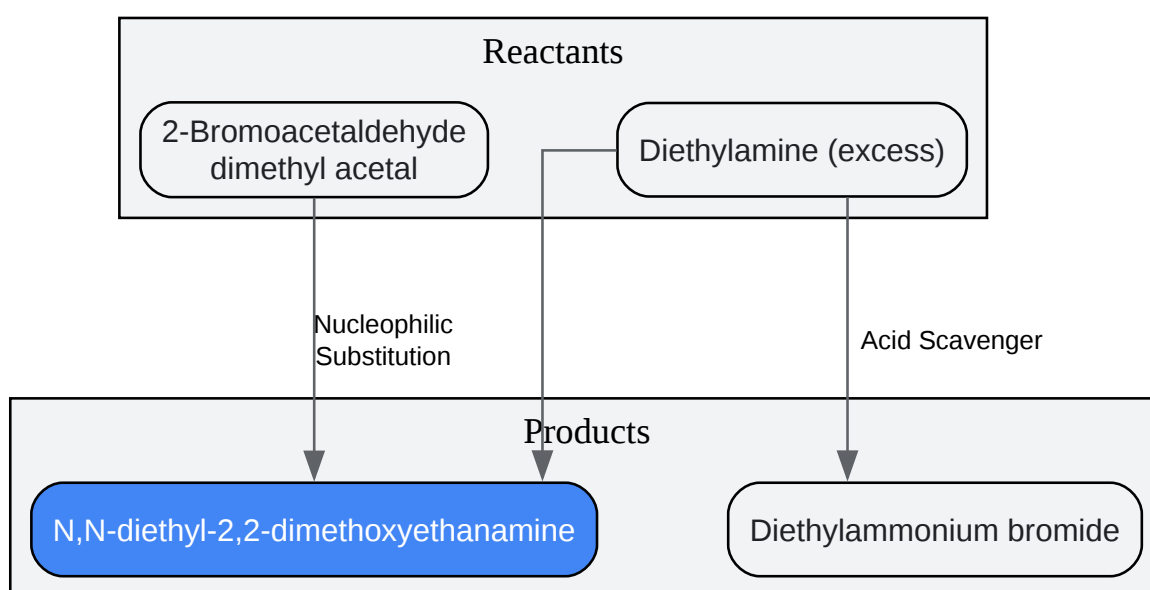 Reactants
2-Bromoacetaldehyde
dimethyl acetal
Diethylamine (excess)
Nucleophilic
Substitution
Acid Scavenger
Products
N,N-diethyl-2,2-dimethoxyethanamine
Diethylammonium bromide